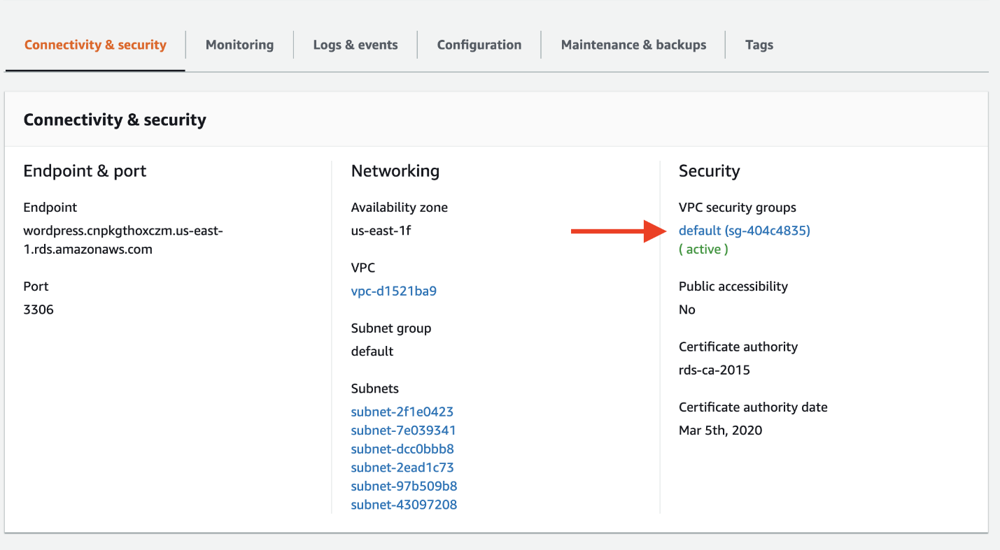 Connectivity & security
Monitoring
Logs & events
Configuration
Maintenance & backups
Tags
Connectivity & security
Endpoint & port
Endpoint
wordpress.cnpkgthoxczm.us-east-
1.rds.amazonaws.com
Port
3306
Networking
Availability zone
us-east-1f
VPC
vpc-d1521ba9
Subnet group
default
Subnets
subnet-2f1e0423
subnet-7e039341
subnet-dcc0bbb8
subnet-2ead1c73
subnet-97b509b8
subnet-43097208
Security
VPC security groups
default (sg-404c4835)
( active )
Public accessibility
No
Certificate authority
rds-ca-2015
Certificate authority date
Mar 5th, 2020